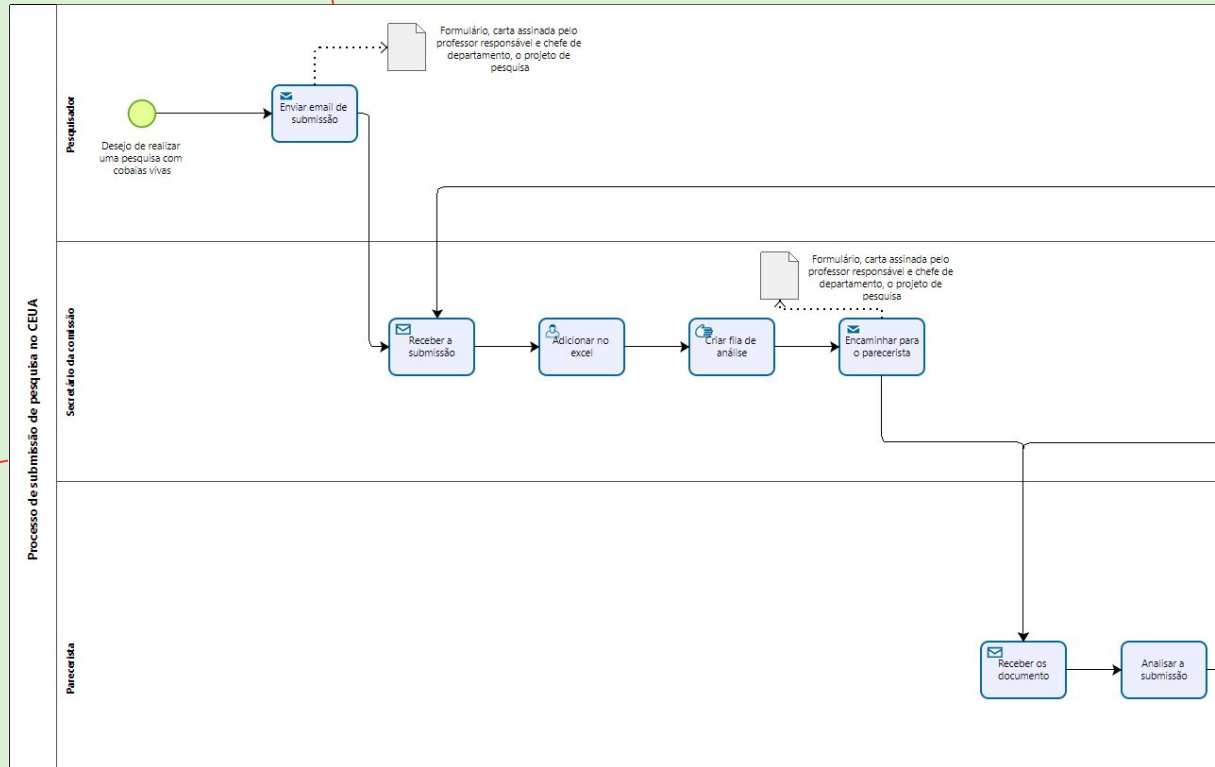 Processo de submissão de pesquisa no CEUA
Pesquisador
Desejo de realizar
uma pesquisa com
cobaias vivas
Enviar email de
submissão
Formulário, carta assinada pelo
professor responsável e chefe de
departamento, o projeto de
pesquisa
Secretário da comissão
Receber a
submissão
Adicionar no
excel
Criar fila de
análise
Encaminhar para
o parecerista
Formulário, carta assinada pelo
professor responsável e chefe de
departamento, o projeto de
pesquisa
Parecerista
Receber os
documento
Analisar a
submissão